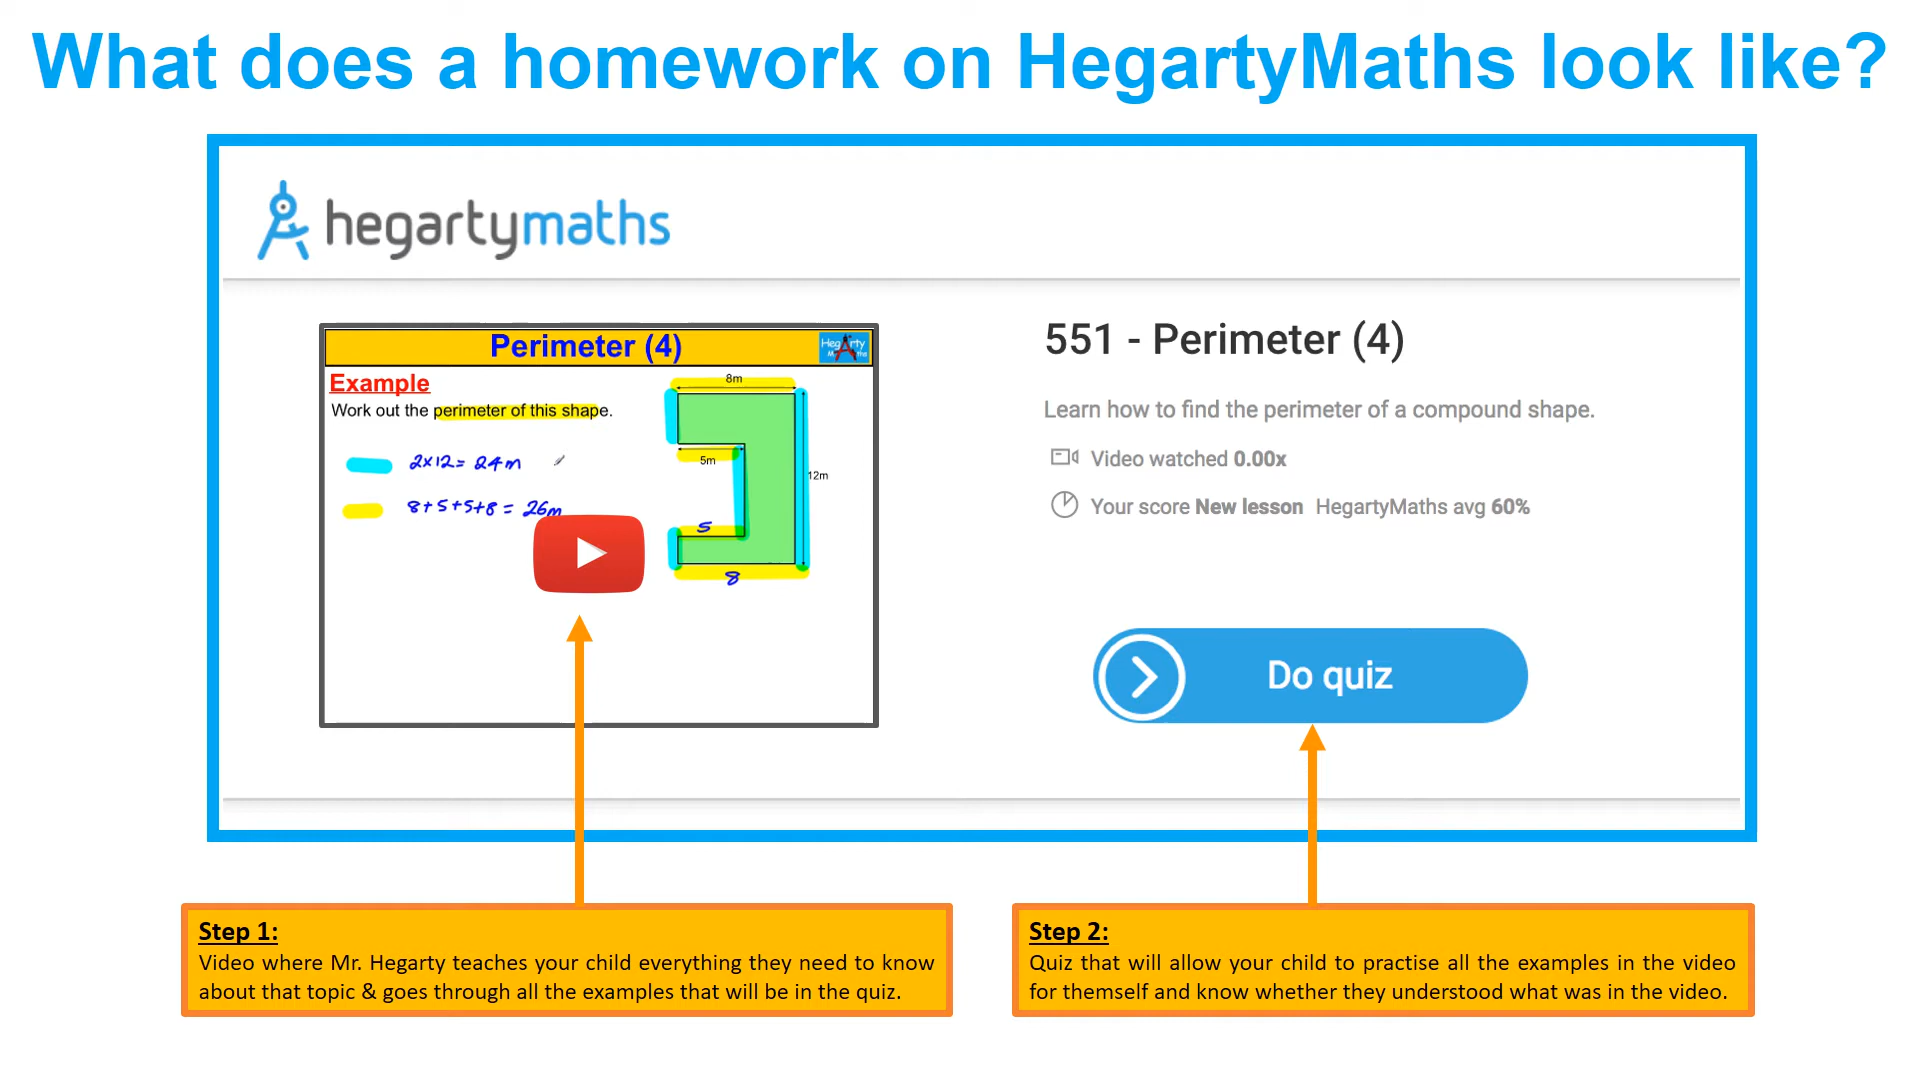 What does a homework on HegartyMaths look like?
hegartymaths
Perimeter (4)
Hegarty
Maths
Example
Work out the perimeter of this shape.
2×12= 24m
8+5+5+8 = 26m
8m
5m
12m
5
8
551 - Perimeter (4)
Learn how to find the perimeter of a compound shape.
Video watched 0.00x
Your score New lesson HegartyMaths avg 60%
Do quiz
Step 1:
Video where Mr. Hegarty teaches your child everything they need to know
about that topic & goes through all the examples that will be in the quiz.
Step 2:
Quiz that will allow your child to practise all the examples in the video
for themself and know whether they understood what was in the video.